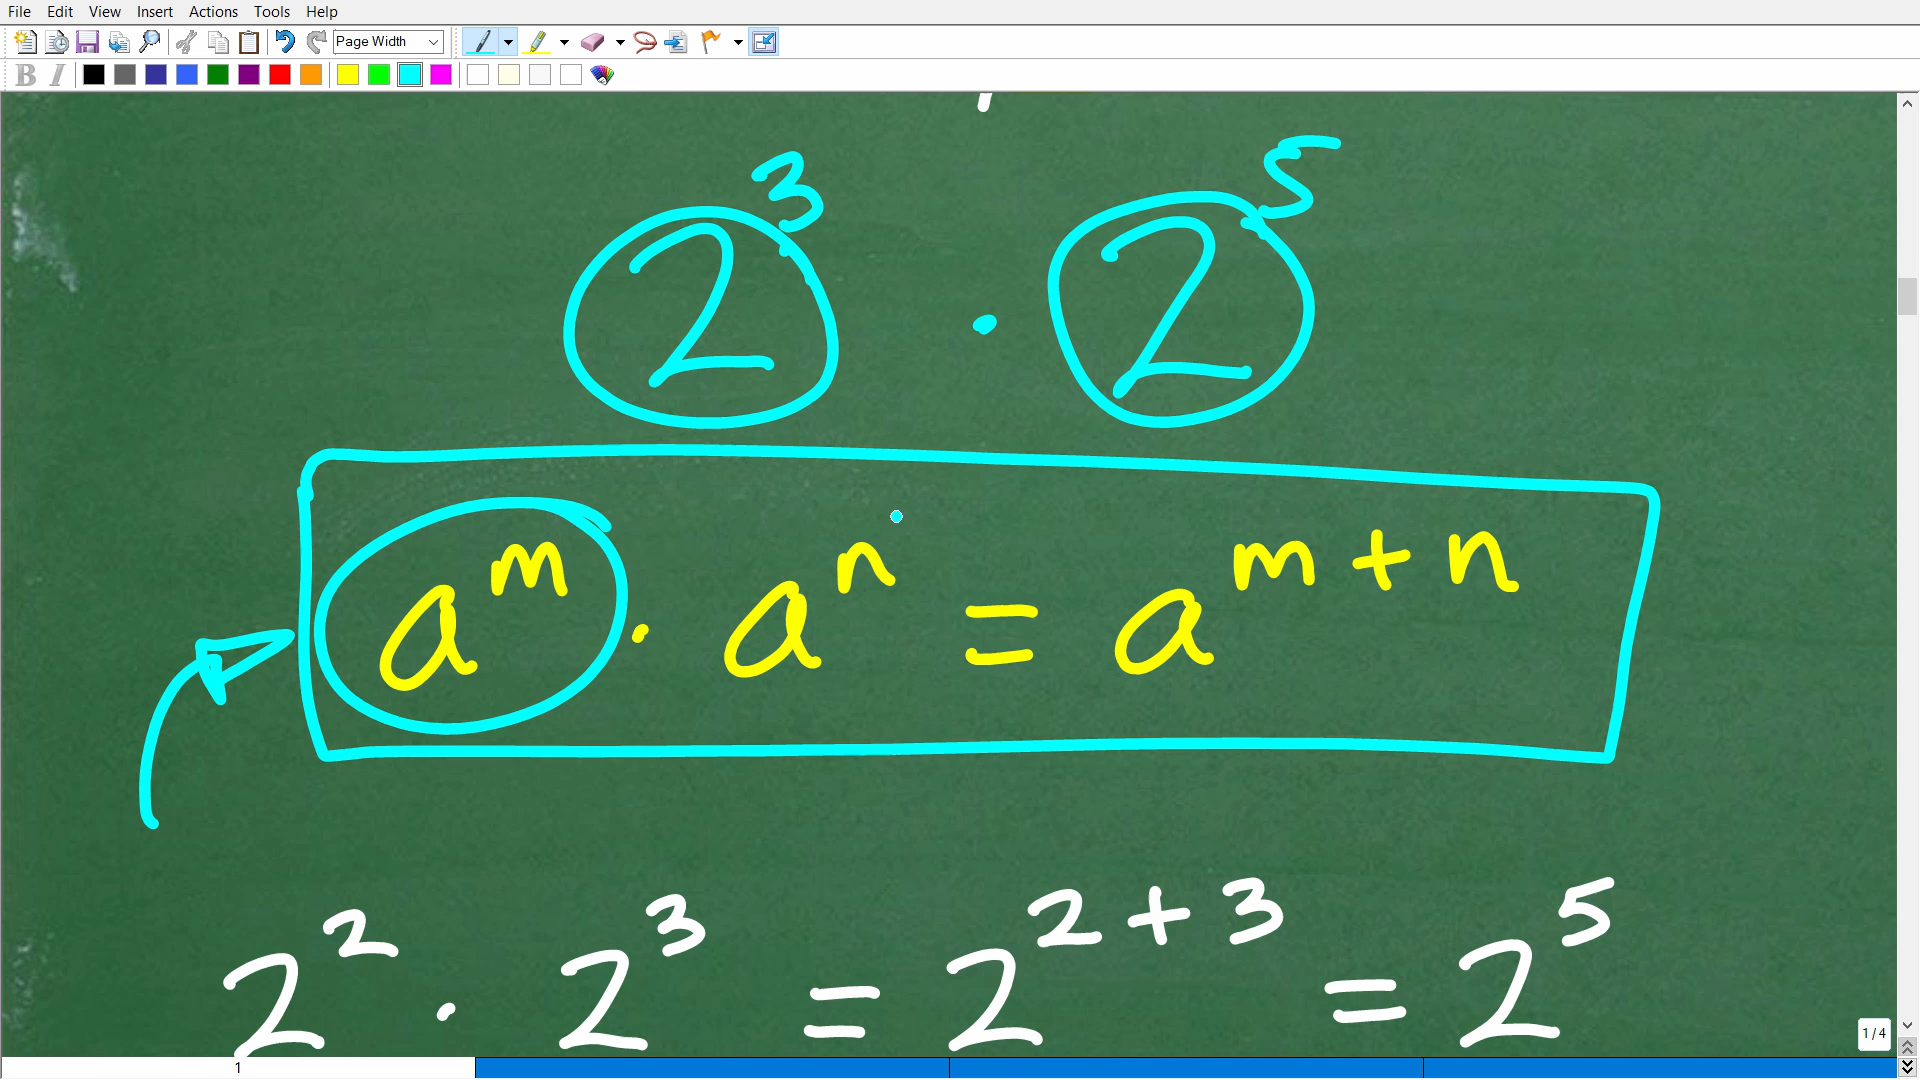 File Edit View Insert Actions Tools Help
Page Width
B I
2³ · 2⁵
aᵐ · aⁿ = aᵐ⁺ⁿ
2² · 2³ = 2²⁺³ = 2⁵
1 / 4
1